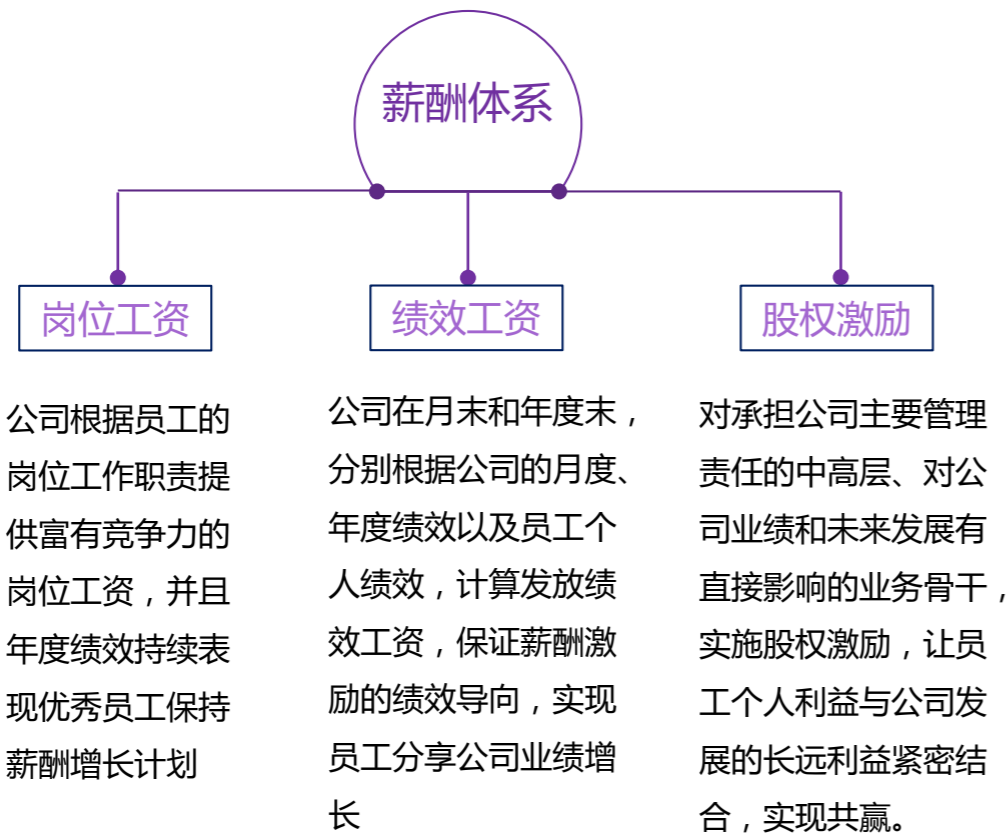 薪酬体系
岗位工资
公司根据员工的
岗位工作职责提
供富有竞争力的
岗位工资，并且
年度绩效持续表
现优秀员工保持
薪酬增长计划
绩效工资
公司在月末和年度末，
分别根据公司的月度、
年度绩效以及员工个
人绩效，计算发放绩
效工资，保证薪酬激
励的绩效导向，实现
员工分享公司业绩增
长
股权激励
对承担公司主要管理
责任的中高层、对公
司业绩和未来发展有
直接影响的业务骨干，
实施股权激励，让员
工个人利益与公司发
展的长远利益紧密结
合，实现共赢。